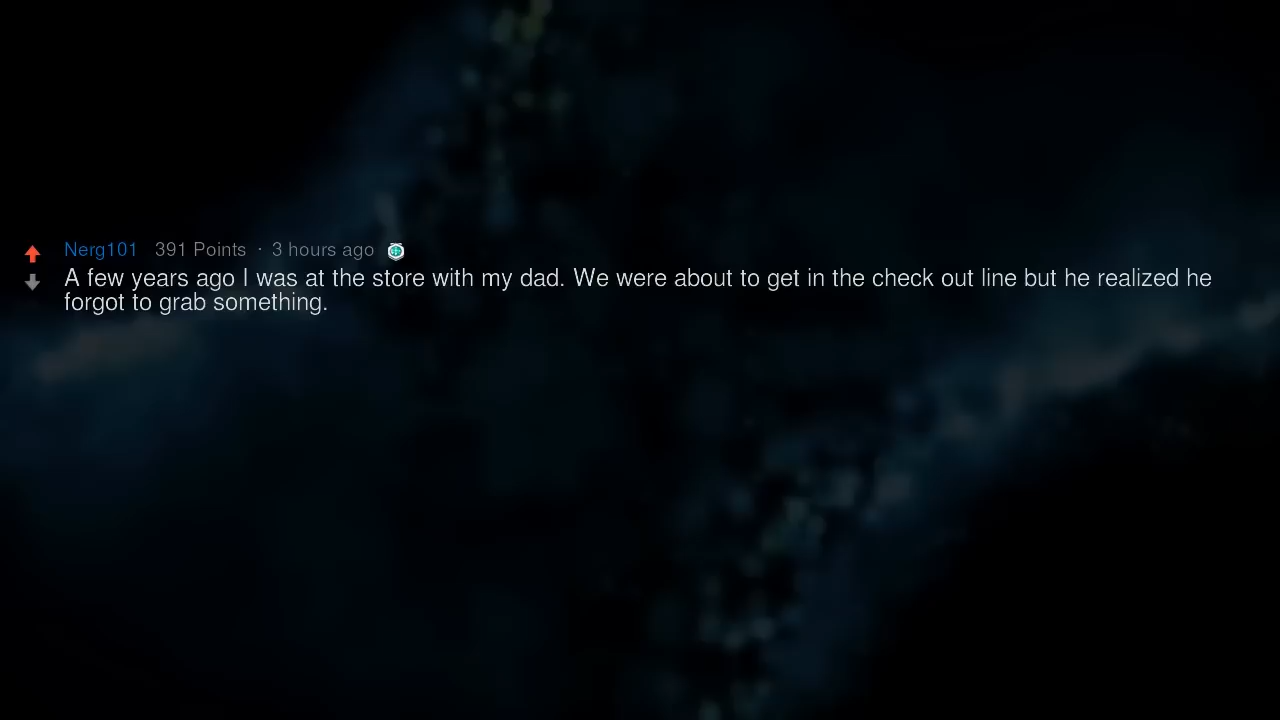 Nerg101 391 Points · 3 hours ago
A few years ago I was at the store with my dad. We were about to get in the check out line but he realized he
forgot to grab something.